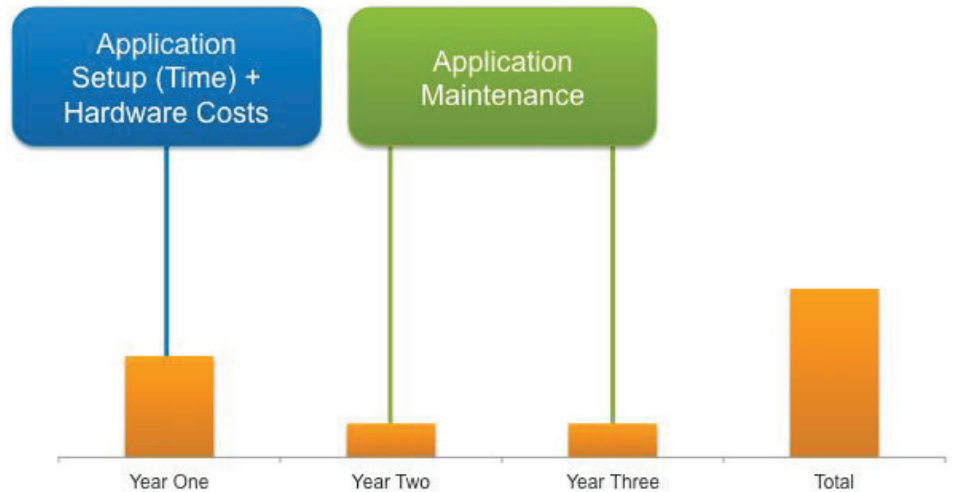 Application
Setup (Time) +
Hardware Costs
Application
Maintenance
Year One
Year Two
Year Three
Total